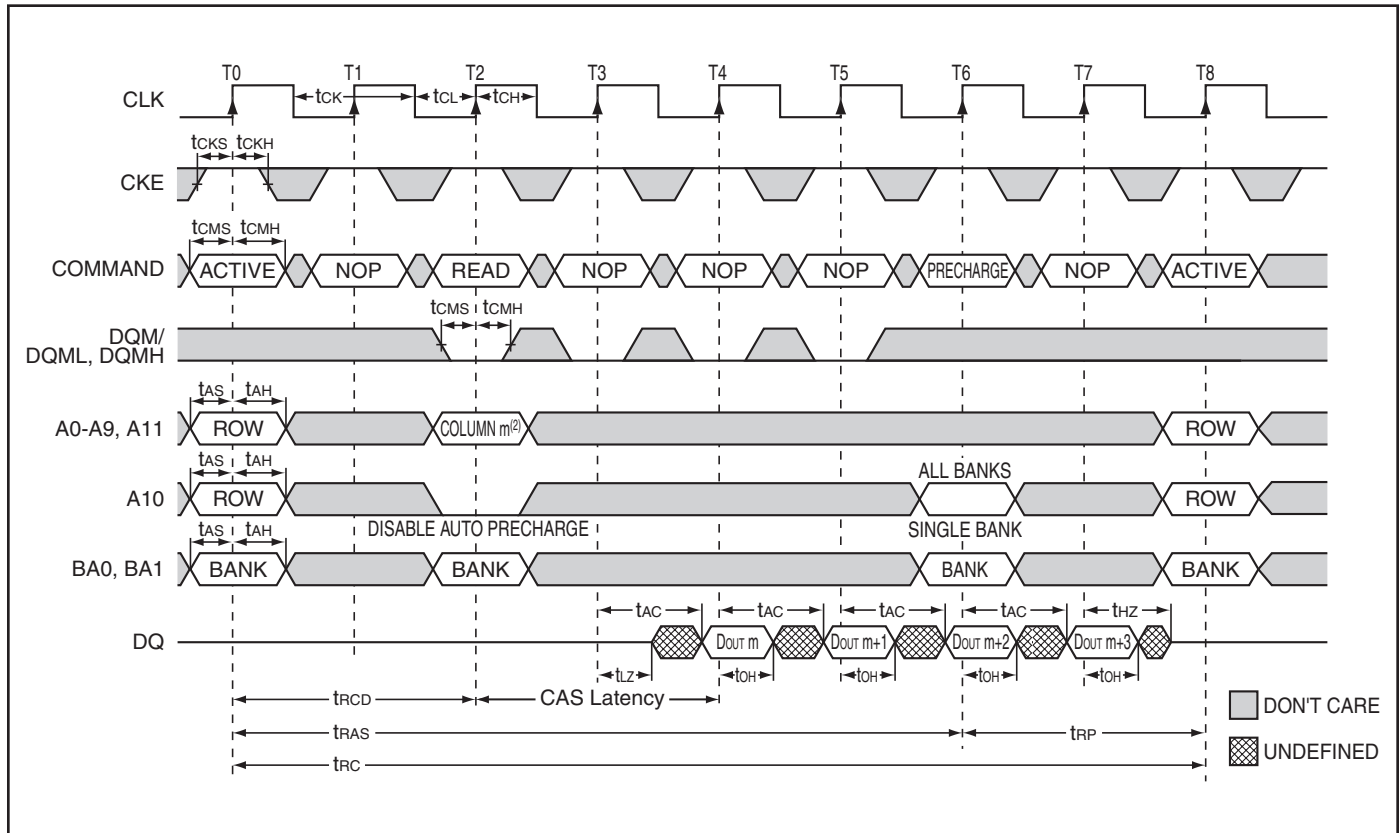 T0 T1 T2 T3 T4 T5 T6 T7 T8
CLK
tCK tCL tCH
tCKS tCKH
CKE
tCMS tCMH
COMMAND ACTIVE NOP READ NOP NOP NOP PRECHARGE NOP ACTIVE
tCMS tCMH
DQM/
DQML, DQMH
tAS tAH
A0-A9, A11 ROW COLUMN m(2) ROW
tAS tAH ALL BANKS
A10 ROW ROW
DISABLE AUTO PRECHARGE SINGLE BANK
tAS tAH
BA0, BA1 BANK BANK BANK BANK
tAC tAC tAC tAC tHZ
DQ DOUT m DOUT m+1 DOUT m+2 DOUT m+3
tLZ tOH tOH tOH tOH
tRCD CAS Latency
DON'T CARE
tRAS tRP
UNDEFINED
tRC